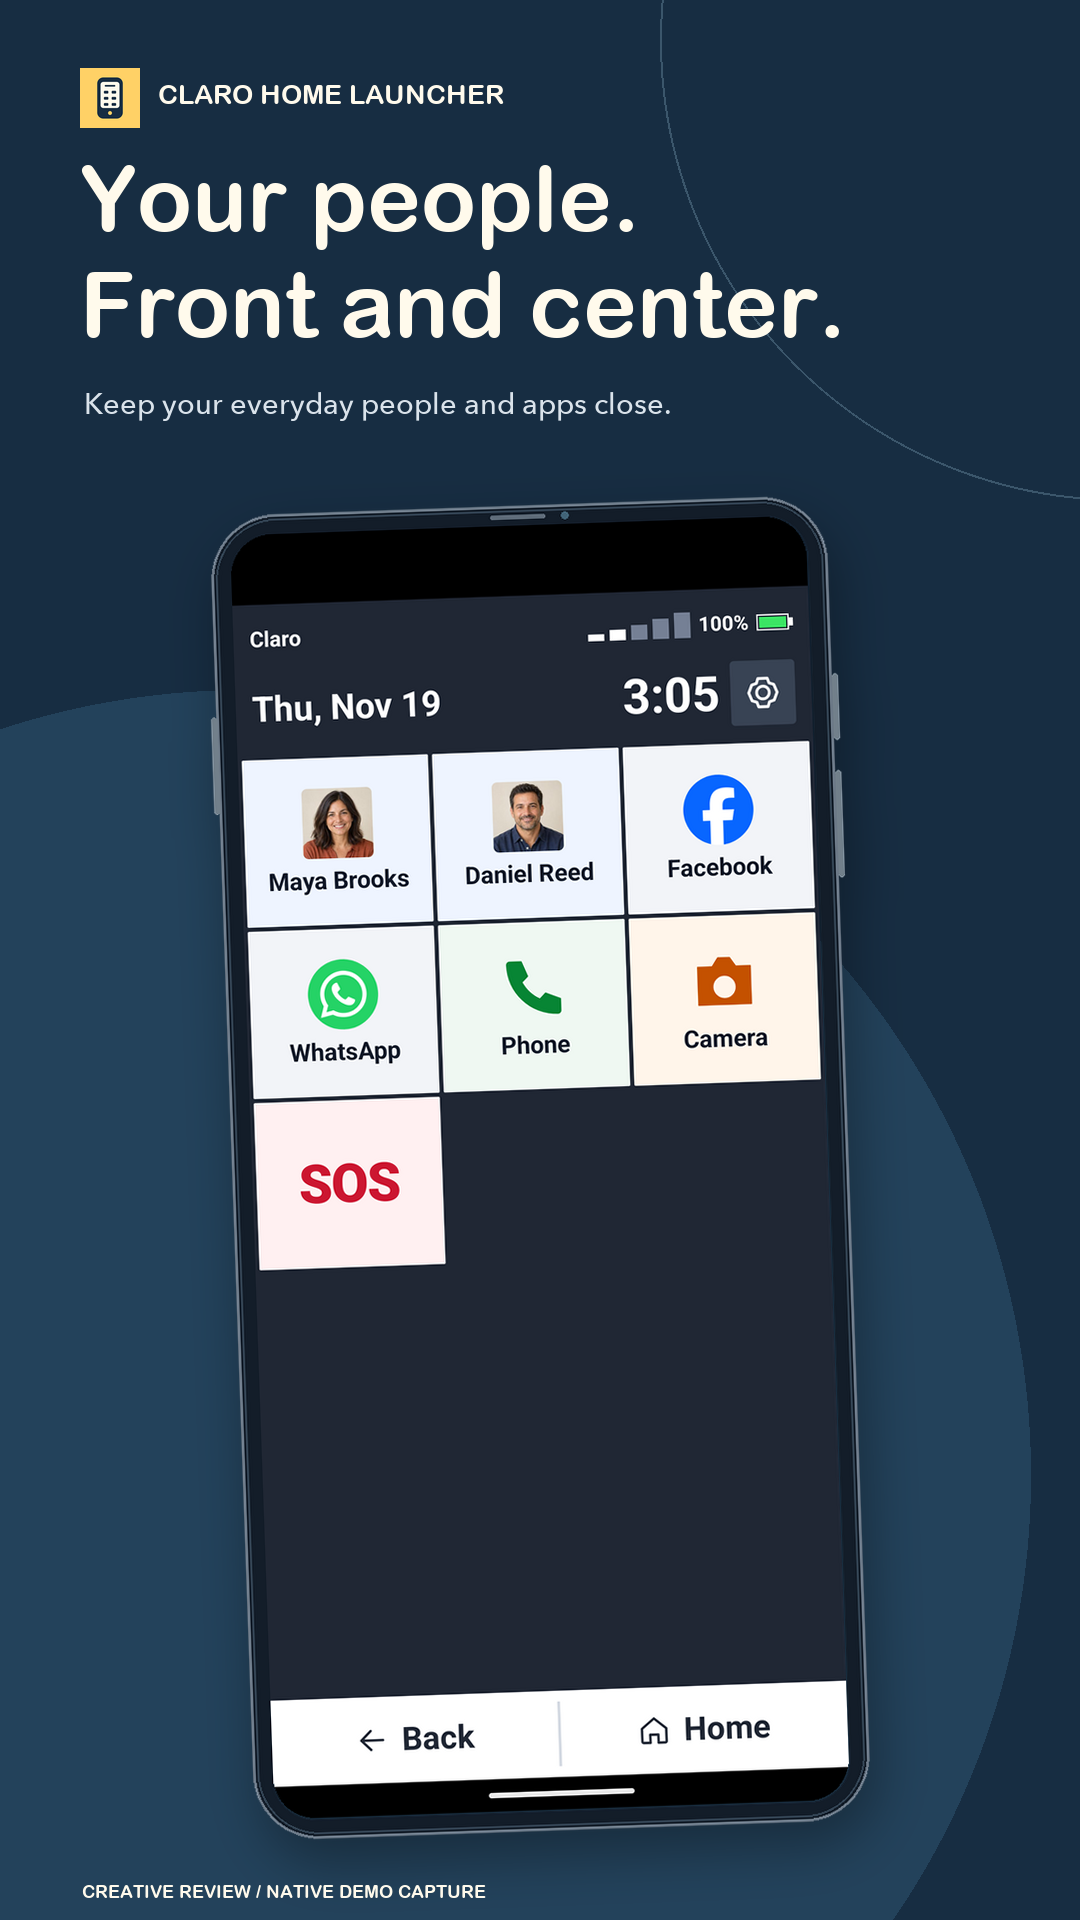 CLARO HOME LAUNCHER
Your people.
Front and center.
Keep your everyday people and apps close.
Claro 100%
Thu, Nov 19 3:05
Maya Brooks Daniel Reed Facebook
WhatsApp Phone Camera
SOS
Back Home
CREATIVE REVIEW / NATIVE DEMO CAPTURE